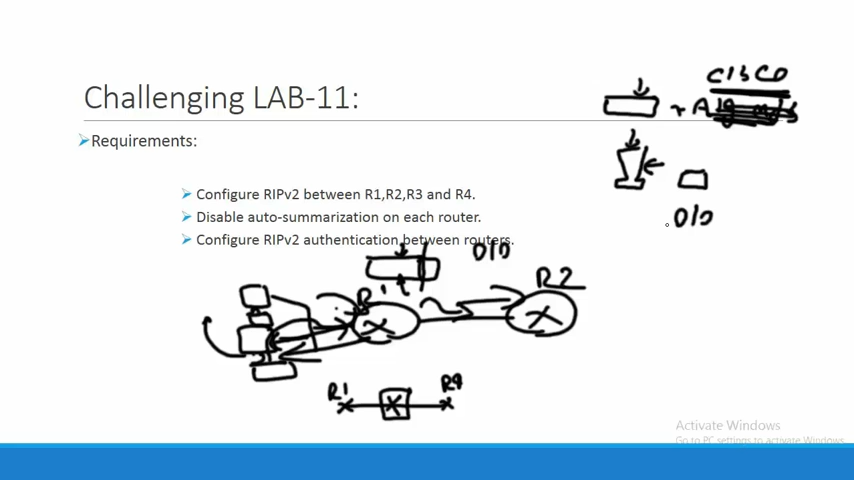 CISCO
Challenging LAB-11:
+ Alg
Requirements:
Configure RIPv2 between R1,R2,R3 and R4.
Disable auto-summarization on each router.
0/0
Configure RIPv2 authentication between routers.
0/0
R1
R2
R1
R4
Activate Windows
Go to PC settings to activate Windows.